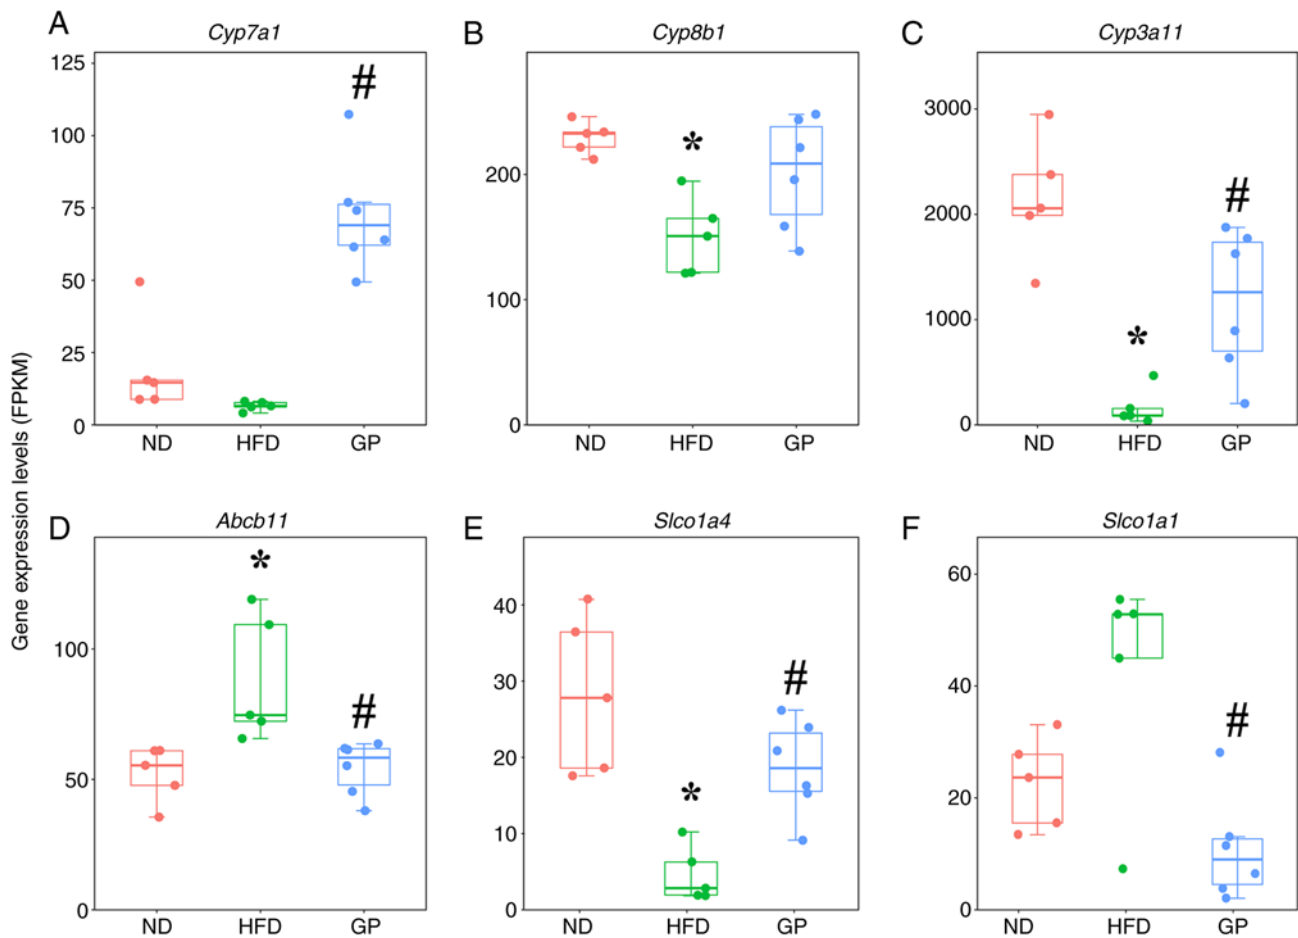 A
Cyp7a1
125
100
75
50
25
0
#
ND
HFD
GP
B
Cyp8b1
200
100
0
*
ND
HFD
GP
C
Cyp3a11
3000
2000
1000
0
*
#
ND
HFD
GP
Gene expression levels (FPKM)
D
Abcb11
100
50
0
*
#
ND
HFD
GP
E
Slco1a4
40
30
20
10
0
*
#
ND
HFD
GP
F
Slco1a1
60
40
20
0
#
ND
HFD
GP